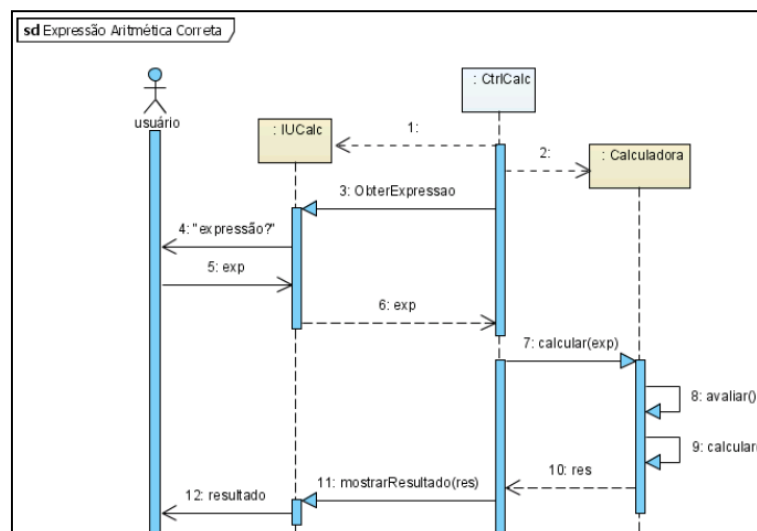 sd Expressão Aritmética Correta
: CtrlCalc
usuário
: IUCalc
1:
2:
: Calculadora
3: ObterExpressao
4: "expressão?"
5: exp
6: exp
7: calcular(exp)
8: avaliar()
9: calcular(
10: res
11: mostrarResultado(res)
12: resultado